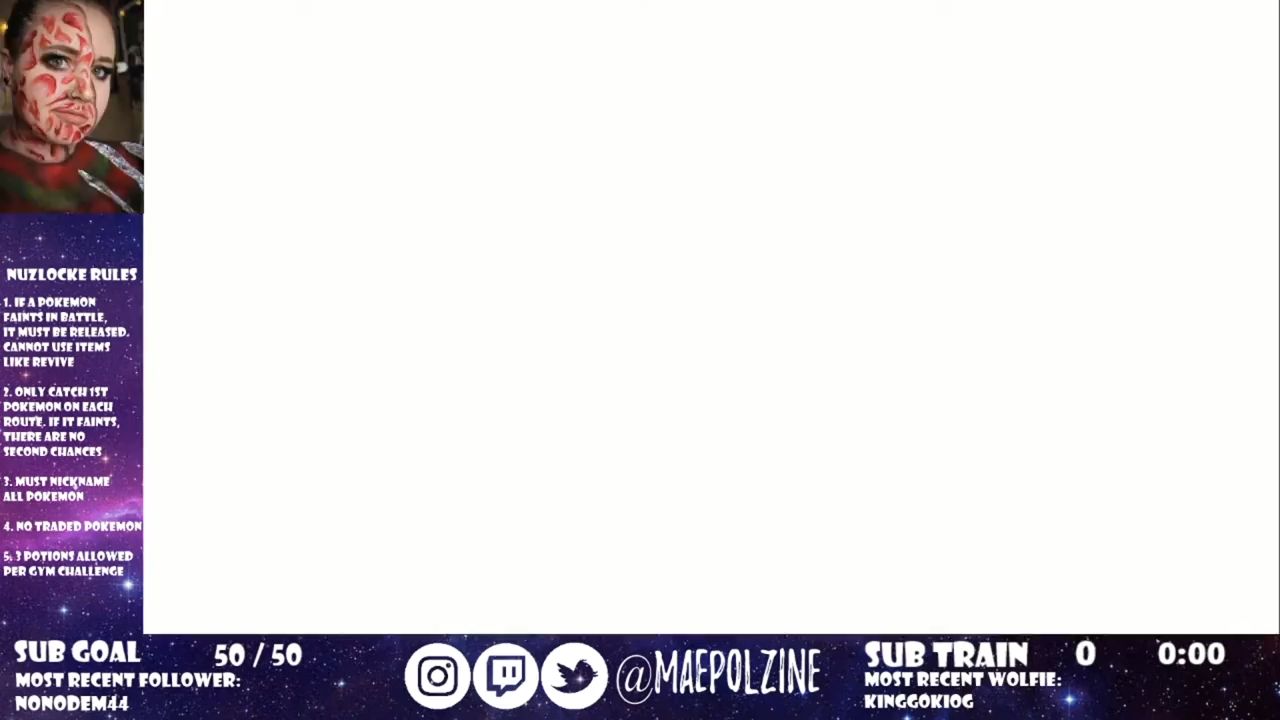 NUZLOCKE RULES
1. IF A POKEMON
FAINTS IN BATTLE,
IT MUST BE RELEASED.
CANNOT USE ITEMS
LIKE REVIVE
2. ONLY CATCH 1ST
POKEMON ON EACH
ROUTE. IF IT FAINTS,
THERE ARE NO
SECOND CHANCES
3. MUST NICKNAME
ALL POKEMON
4. NO TRADED POKEMON
5. 3 POTIONS ALLOWED
PER GYM CHALLENGE
SUB GOAL 50 / 50
MOST RECENT FOLLOWER:
NONODEM44
@MAEPOLZINE
SUB TRAIN 0 0:00
MOST RECENT WOLFIE:
KINGGOKIOG